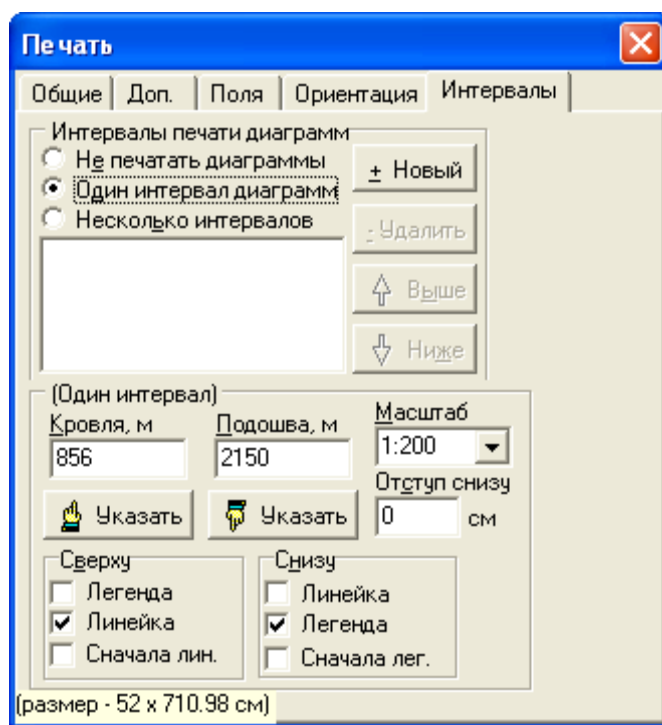 Печать
Общие Доп. Поля Ориентация Интервалы
Интервалы печати диаграмм
Не печатать диаграммы
Один интервал диаграмм
Несколько интервалов
+ Новый
- Удалить
Выше
Ниже
(Один интервал)
Кровля, м Подошва, м Масштаб
856 2150 1:200
Указать Указать
Отступ снизу
0 см
Сверху
Легенда
Линейка
Сначала лин.
Снизу
Линейка
Легенда
Сначала лег.
(размер - 52 x 710.98 см)